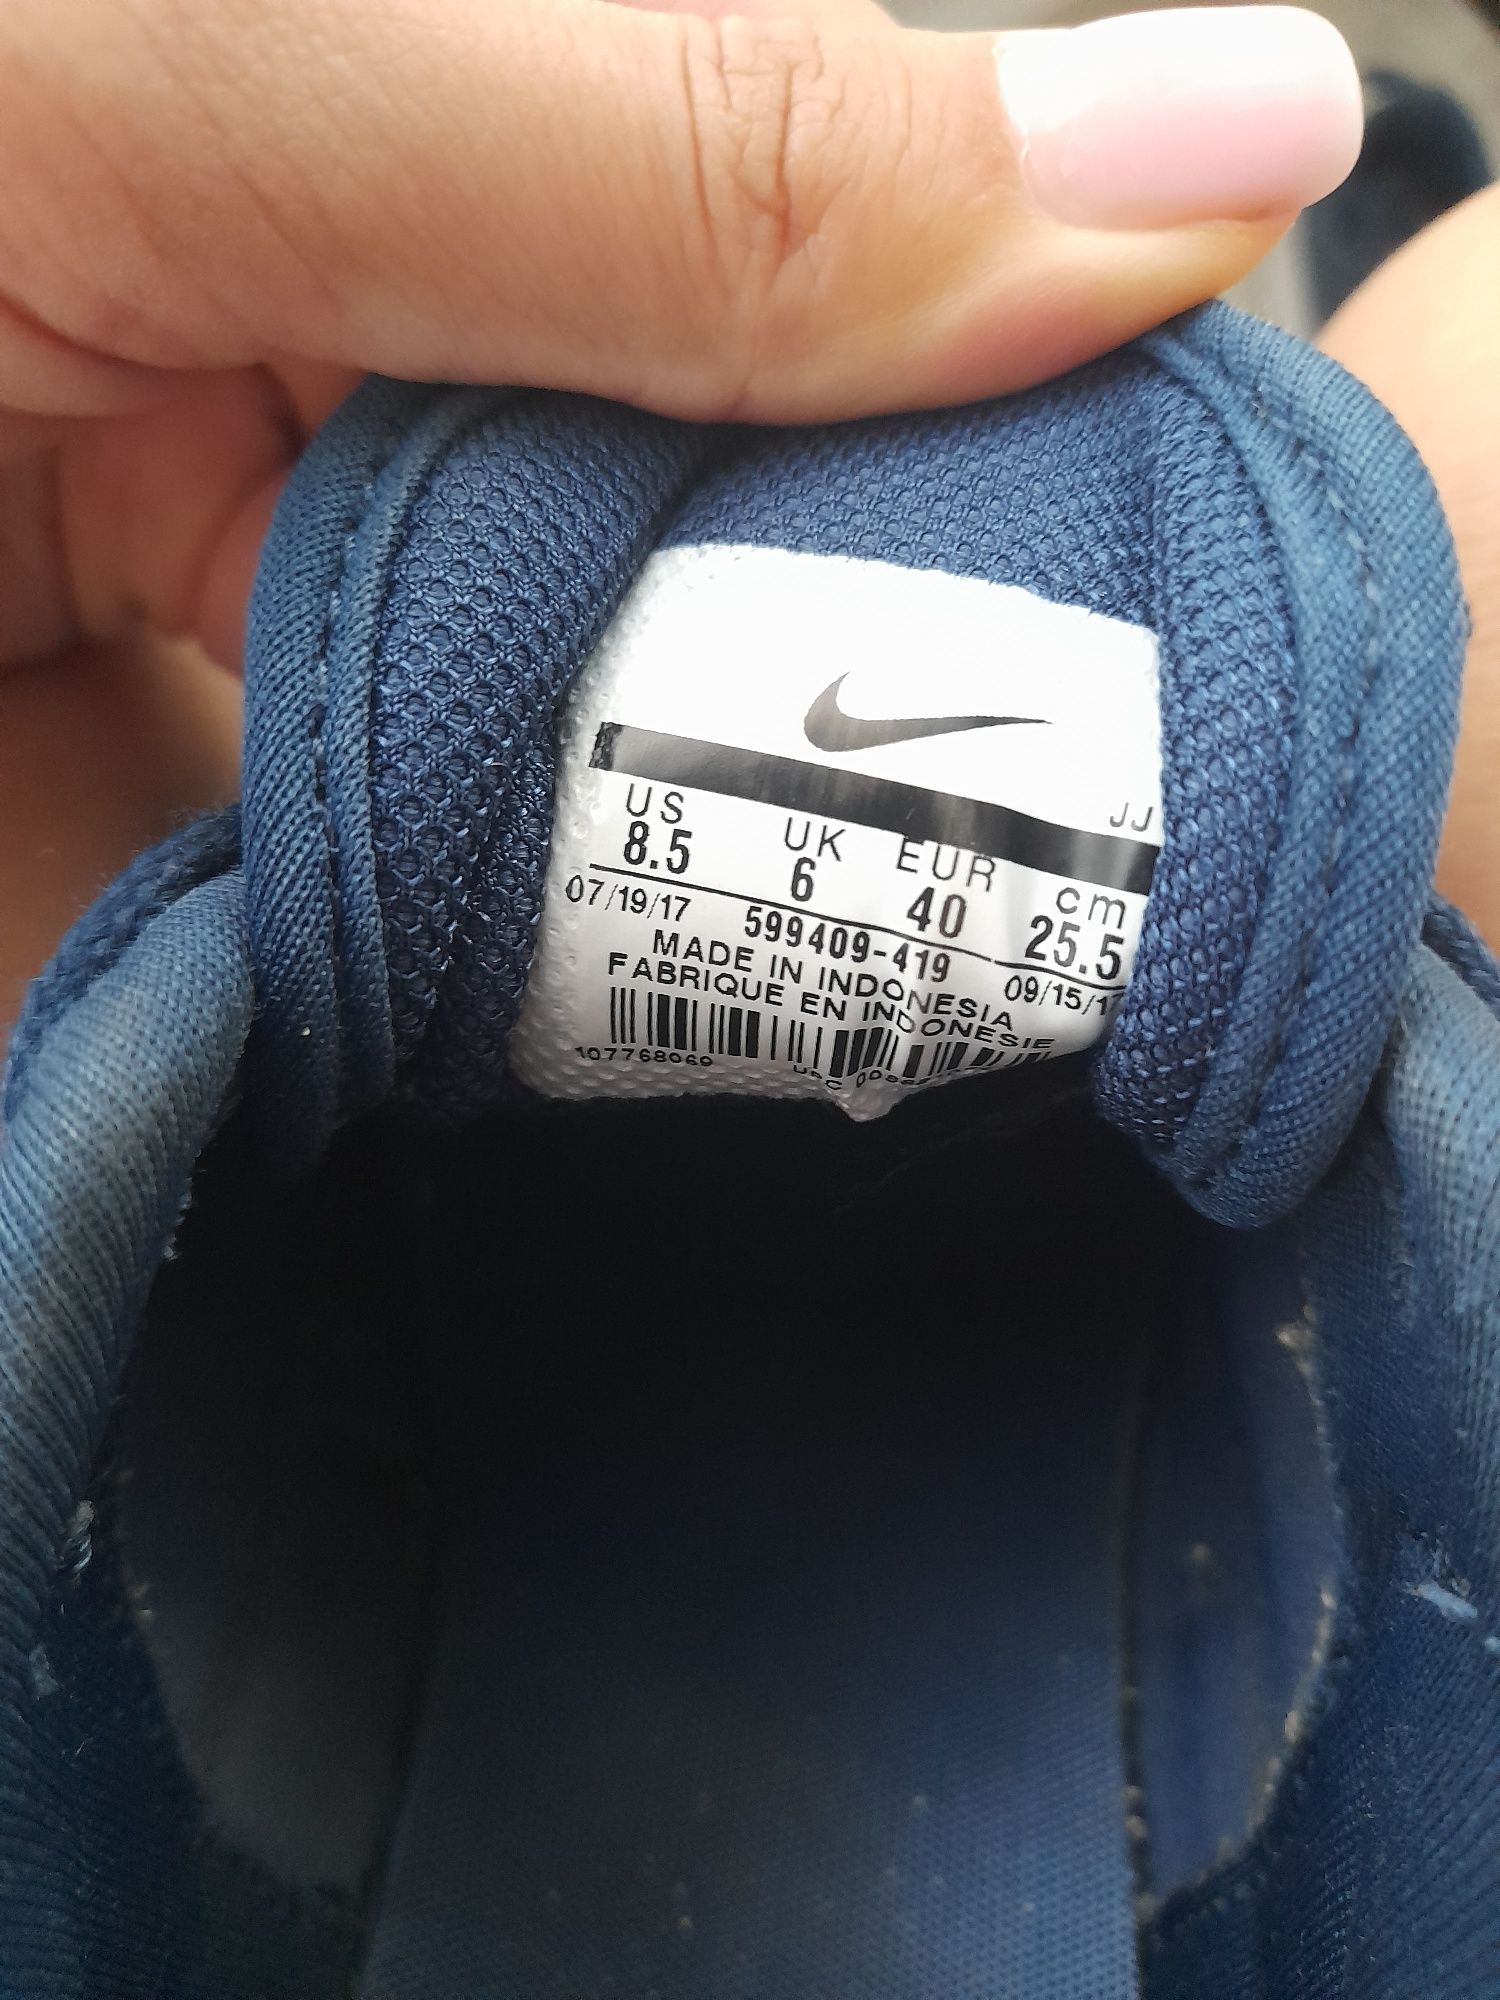 JJ
US UK EUR cm
8.5 6 40 25.5
07/19/17 599409-419 09/15/17
MADE IN INDONESIA
FABRIQUE EN INDONESIE
107768069 UPC